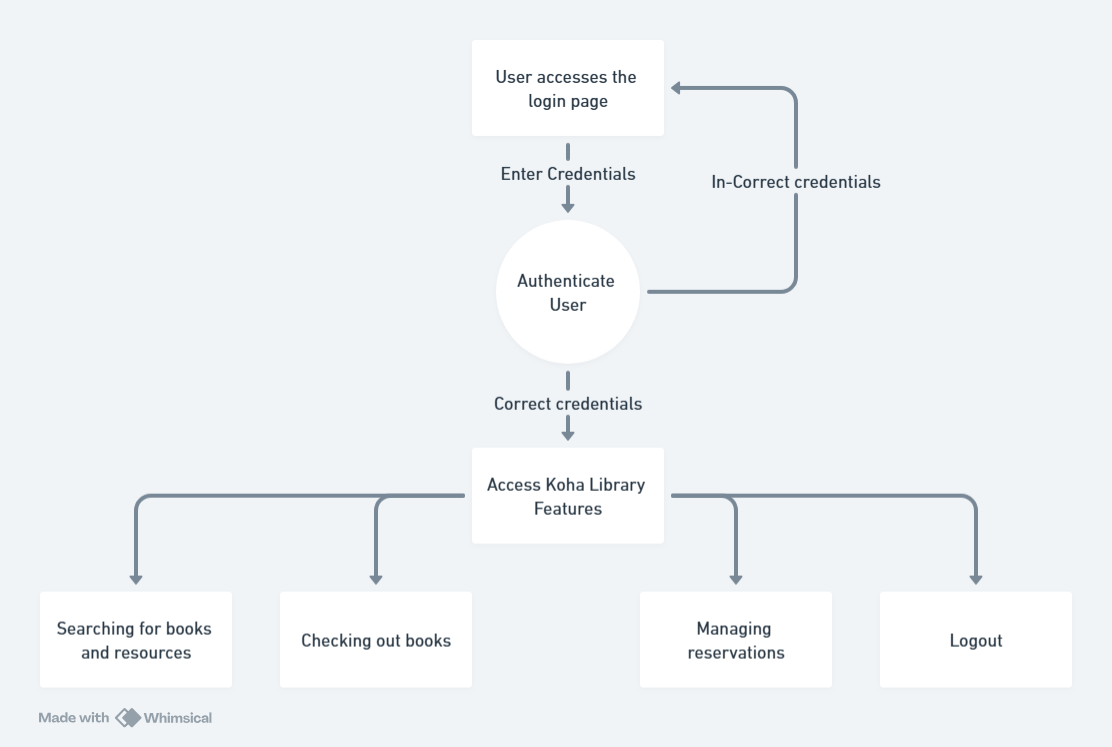 User accesses the
login page
Enter Credentials
In-Correct credentials
Authenticate
User
Correct credentials
Access Koha Library
Features
Searching for books
and resources
Checking out books
Managing
reservations
Logout
Made with Whimsical